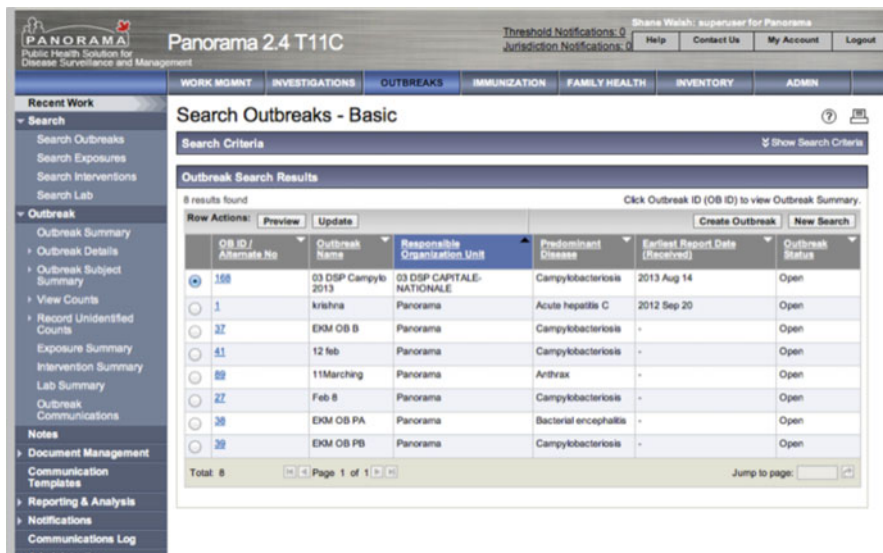 PANORAMA
Public Health Solution for
Disease Surveillance and Management
Panorama 2.4 T11C
Threshold Notifications: 0
Jurisdiction Notifications: 0
Shane Walsh: superuser for Panorama
Help Contact Us My Account Logout
WORK MGMNT INVESTIGATIONS OUTBREAKS IMMUNIZATION FAMILY HEALTH INVENTORY ADMIN
Recent Work
Search
Search Outbreaks
Search Exposures
Search Interventions
Search Lab
Outbreak
Outbreak Summary
Outbreak Details
Outbreak Subject
Summary
View Counts
Record Unidentified
Counts
Exposure Summary
Intervention Summary
Lab Summary
Outbreak
Communications
Notes
Document Management
Communication
Templates
Reporting & Analysis
Notifications
Communications Log
Search Outbreaks - Basic
Search Criteria Show Search Criteria
Outbreak Search Results
8 results found Click Outbreak ID (OB ID) to view Outbreak Summary.
Row Actions: Preview Update Create Outbreak New Search
OB ID / Alternate No Outbreak Name Responsible Organization Unit Predominant Disease Earliest Report Date (Received) Outbreak Status
168 03 DSP Campylo 2013 03 DSP CAPITALE-NATIONALE Campylobacteriosis 2013 Aug 14 Open
1 krishna Panorama Acute hepatitis C 2012 Sep 20 Open
37 EKM OB B Panorama Campylobacteriosis - Open
41 12 feb Panorama Campylobacteriosis - Open
89 11Marching Panorama Anthrax - Open
27 Feb 8 Panorama Campylobacteriosis - Open
38 EKM OB PA Panorama Bacterial encephalitis - Open
39 EKM OB PB Panorama Campylobacteriosis - Open
Total: 8 Page 1 of 1 Jump to page: